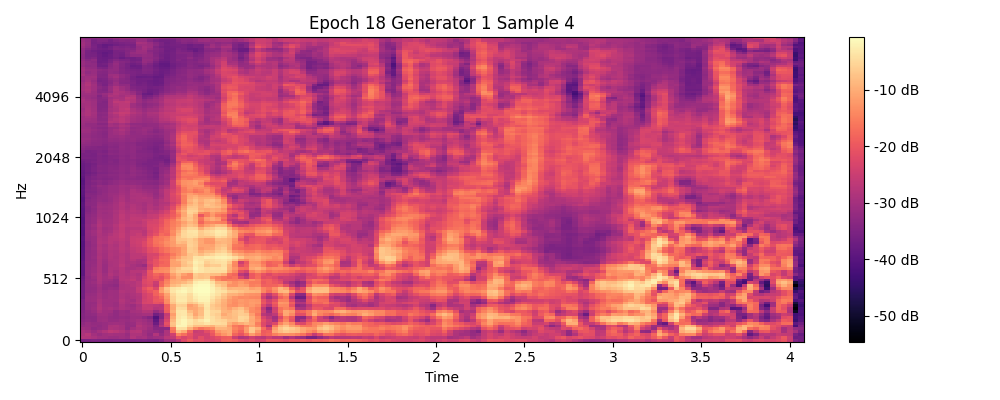 Epoch 18 Generator 1 Sample 4
Hz
4096
2048
1024
512
0
0 0.5 1 1.5 2 2.5 3 3.5 4
Time
-10 dB
-20 dB
-30 dB
-40 dB
-50 dB